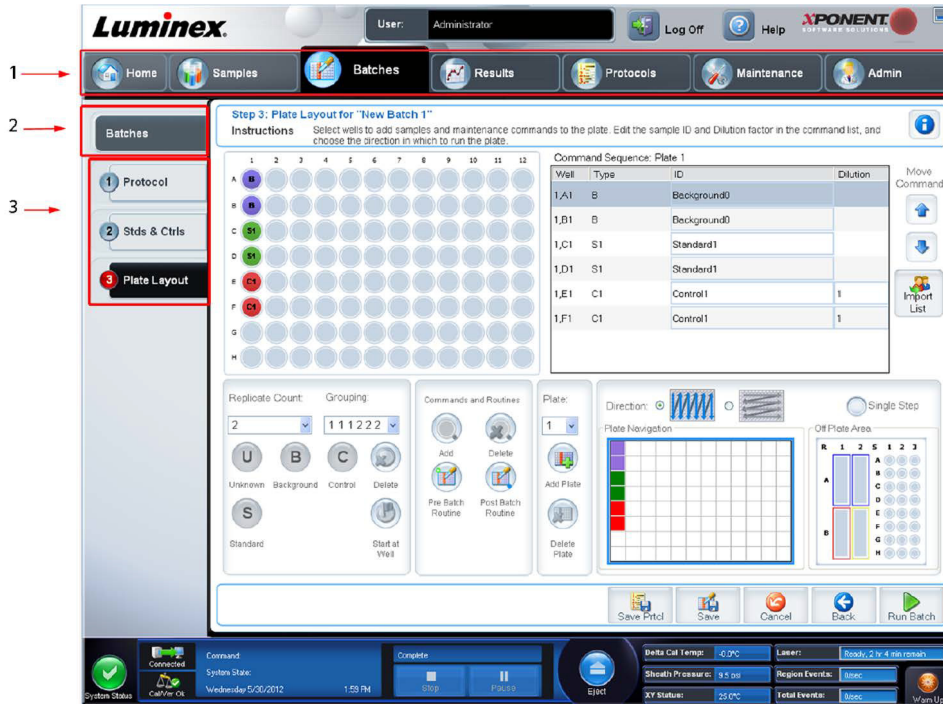 Luminex.
User: Administrator
Log Off
Help
XPONENT.
SOFTWARE SOLUTIONS
1
Home Samples Batches Results Protocols Maintenance Admin
2
Batches
3
1 Protocol
2 Stds & Ctrls
3 Plate Layout
Step 3: Plate Layout for "New Batch 1"
Instructions Select wells to add samples and maintenance commands to the plate. Edit the sample ID and Dilution factor in the command list, and
choose the direction in which to run the plate.
1 2 3 4 5 6 7 8 9 10 11 12
A B
B B
C S1
D S1
E C1
F C1
G
H
Command Sequence: Plate 1
Well Type ID Dilution
1,A1 B Background0
1,B1 B Background0
1,C1 S1 Standard1
1,D1 S1 Standard1
1,E1 C1 Control1 1
1,F1 C1 Control1 1
Move
Command
Import
List
Replicate Count: Grouping:
2 1 1 1 2 2 2
U B C
Unknown Background Control Delete
S
Standard Start at
Well
Commands and Routines
Add Delete
Pre Batch
Routine
Post Batch
Routine
Plate:
1
Add Plate
Delete
Plate
Direction:
Single Step
Plate Navigation
Off Plate Area
R 1 2 S 1 2 3
A
B
A
B
C
D
E
F
G
H
Save Prtcl Save Cancel Back Run Batch
System Status
Connected
Cal/Ver Ok
Command:
System State:
Wednesday 5/30/2012 1:59 PM
Complete
Stop Pause
Eject
Delta Cal Temp: -0.0°C
Sheath Pressure: 9.5 psi
XY Status: 26.0°C
Laser: Ready, 2 hr 4 min remain
Region Events: 0/sec
Total Events: 0/sec
Warm Up